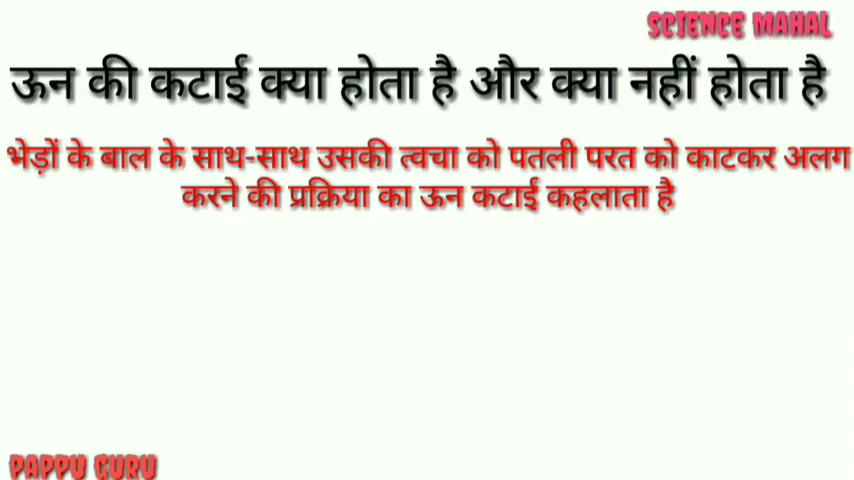 SCIENCE MAHAL
ऊन की कटाई क्या होता है और क्या नहीं होता है
भेड़ों के बाल के साथ-साथ उसकी त्वचा को पतली परत को काटकर अलग
करने की प्रक्रिया का ऊन कटाई कहलाता है
PAPPU GURU